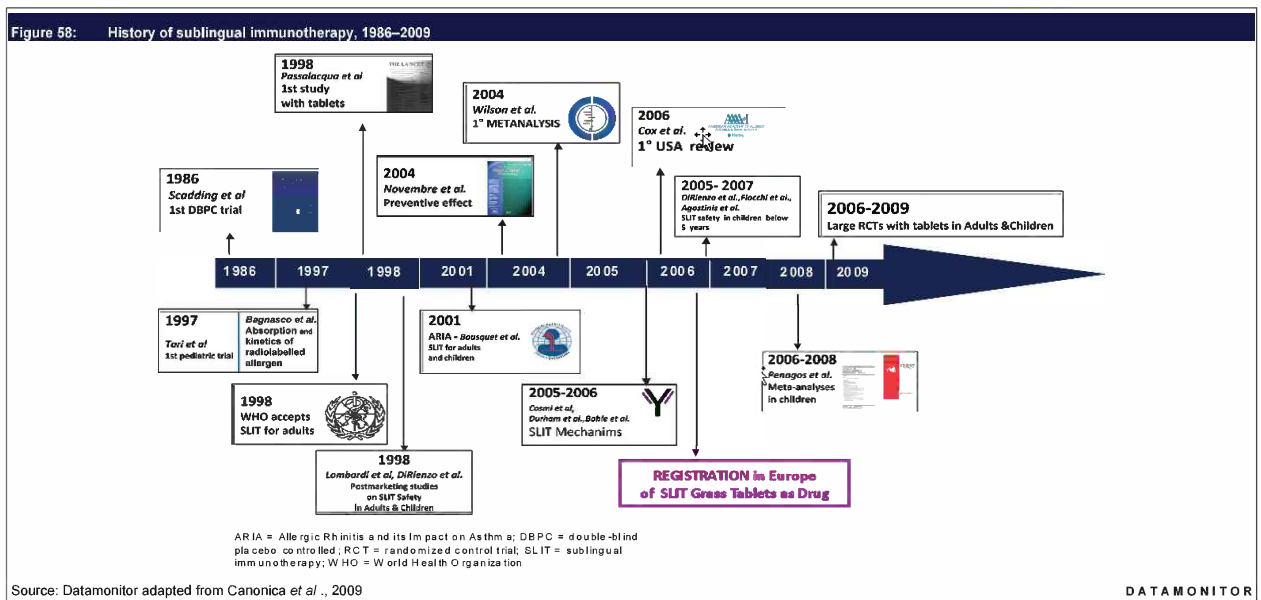 Figure 58: History of sublingual immunotherapy, 1986–2009
1998
Passalacqua et al
1st study
with tablets
THE LANCET
2004
Wilson et al.
1° METANALYSIS
2006
Cox et al.
1° USA review
1986
Scadding et al
1st DBPC trial
2004
Novembre et al.
Preventive effect
2005- 2007
DiRienzo et al.,Fiocchi et al.,
Agostinis et al.
SLIT safety in children below
5 years
2006-2009
Large RCTs with tablets in Adults &Children
1986 1997 1998 2001 2004 2005 2006 2007 2008 2009
1997
Tari et al
1st pediatric trial
Bagnasco et al.
Absorption and
kinetics of
radiolabelled
allergen
2001
ARIA - Bousquet et al.
SLIT for adults
and children
1998
WHO accepts
SLIT for adults
2005-2006
Cosmi et al,
Durham et al.,Bohle et al.
SLIT Mechanims
2006-2008
Penagos et al.
Meta-analyses
in children
1998
Lombardi et al, DiRienzo et al.
Postmarketing studies
on SLIT Safety
in Adults & Children
REGISTRATION in Europe
of SLIT Grass Tablets as Drug
ARIA = Allergic Rhinitis and its Impact on Asthma; DBPC = double-blind
placebo controlled; RCT = randomized control trial; SLIT = sublingual
immunotherapy; WHO = World Health Organization
Source: Datamonitor adapted from Canonica et al ., 2009
DATAMONITOR